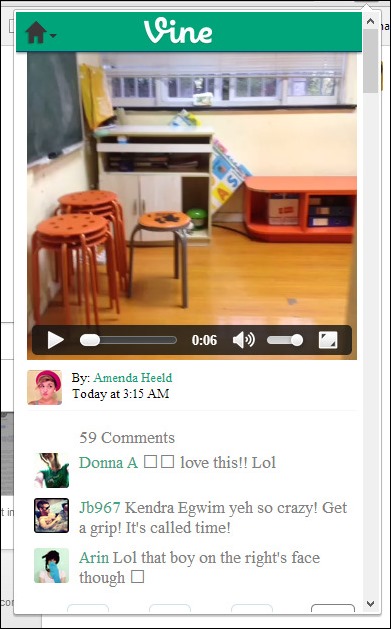 Vine
0:06
By: Amenda Heeld
Today at 3:15 AM
59 Comments
Donna A □ □ love this!! Lol
Jb967 Kendra Egwim yeh so crazy! Get
a grip! It's called time!
Arin Lol that boy on the right's face
though □